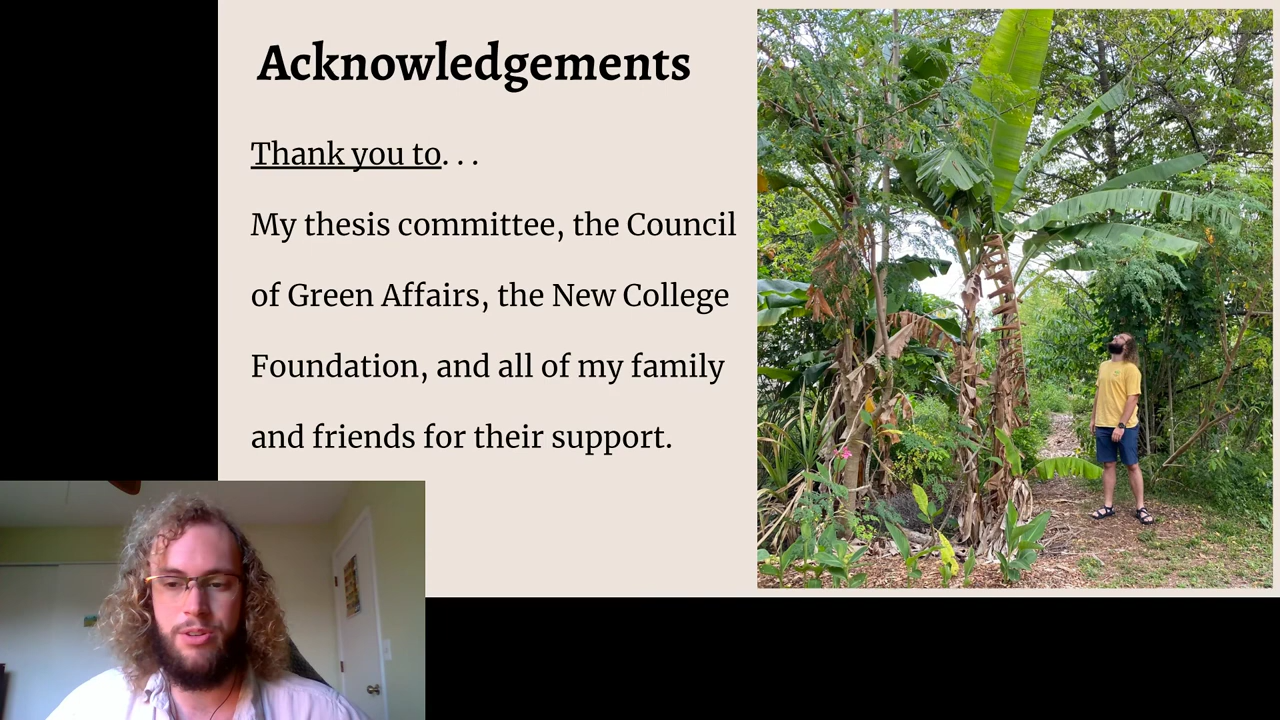 Acknowledgements
Thank you to. . .
My thesis committee, the Council
of Green Affairs, the New College
Foundation, and all of my family
and friends for their support.